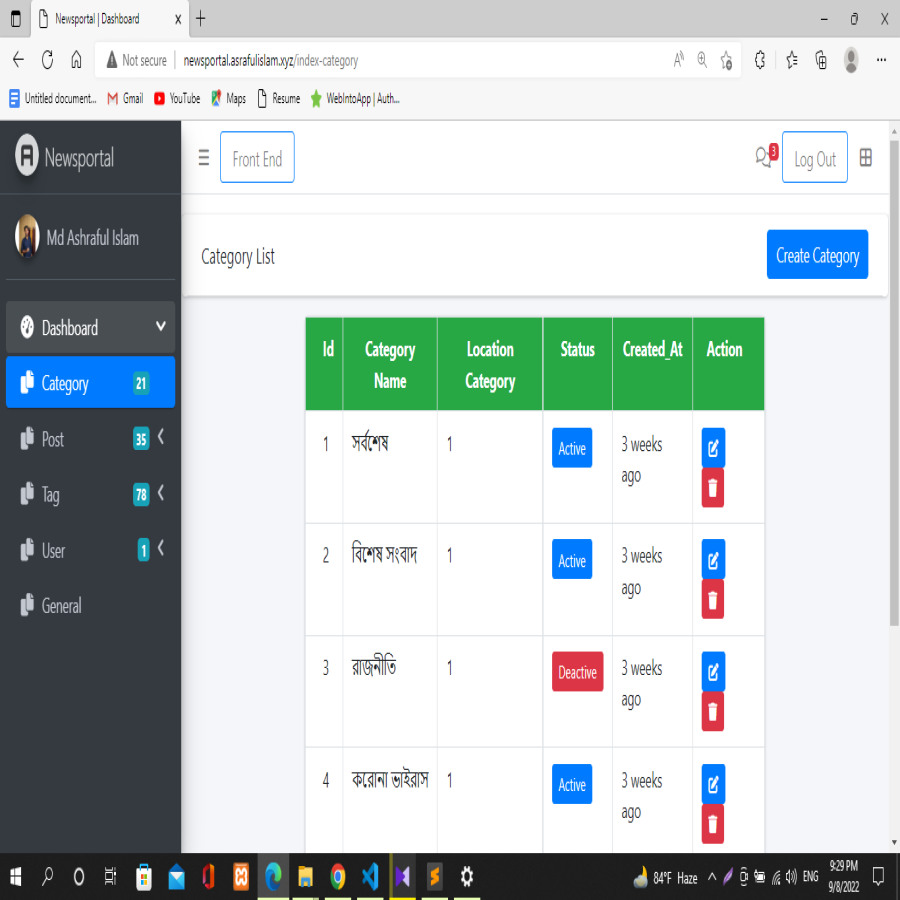 Newsportal | Dashboard
Not secure newsportal.asrafulislam.xyz/index-category
Untitled document... Gmail YouTube Maps Resume WebIntoApp | Auth...
Newsportal
Front End
3
Log Out
Md Ashraful Islam
Category List
Create Category
Dashboard
Category 21
Post 35
Tag 78
User 1
General
Id Category Name Location Category Status Created_At Action
1 সর্বশেষ 1 Active 3 weeks ago
2 বিশেষ সংবাদ 1 Active 3 weeks ago
3 রাজনীতি 1 Deactive 3 weeks ago
4 করোনা ভাইরাস 1 Active 3 weeks ago
84°F Haze ENG 9:29 PM
9/8/2022